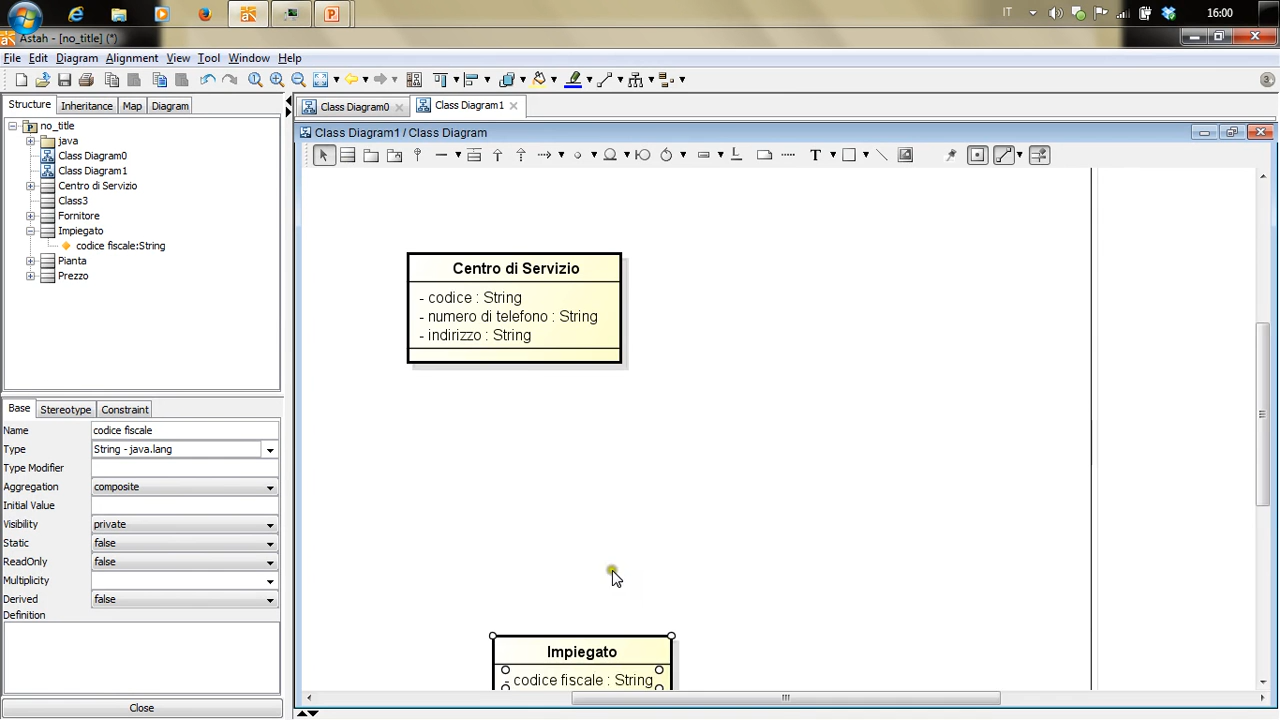 IT
16:00
Astah - [no_title] (*)
File Edit Diagram Alignment View Tool Window Help
Structure Inheritance Map Diagram
Class Diagram0 Class Diagram1
Class Diagram1 / Class Diagram
T
no_title
java
Class Diagram0
Class Diagram1
Centro di Servizio
Class3
Fornitore
Impiegato
codice fiscale:String
Pianta
Prezzo
Centro di Servizio
- codice : String
- numero di telefono : String
- indirizzo : String
Base Stereotype Constraint
Name codice fiscale
Type String - java.lang
Type Modifier
Aggregation composite
Initial Value
Visibility private
Static false
ReadOnly false
Multiplicity
Derived false
Definition
Impiegato
- codice fiscale : String
Close